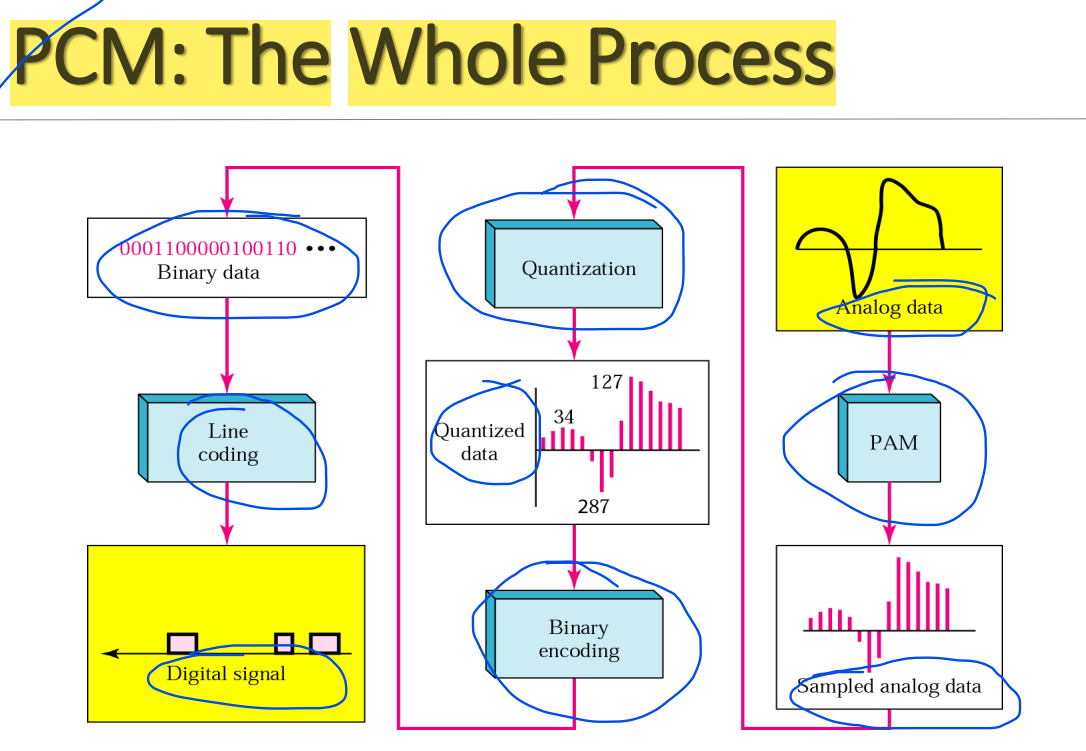 PCM: The Whole Process
0001100000100110 •••
Binary data
Line
coding
Digital signal
Quantization
127
34
Quantized
data
287
Binary
encoding
Analog data
PAM
Sampled analog data